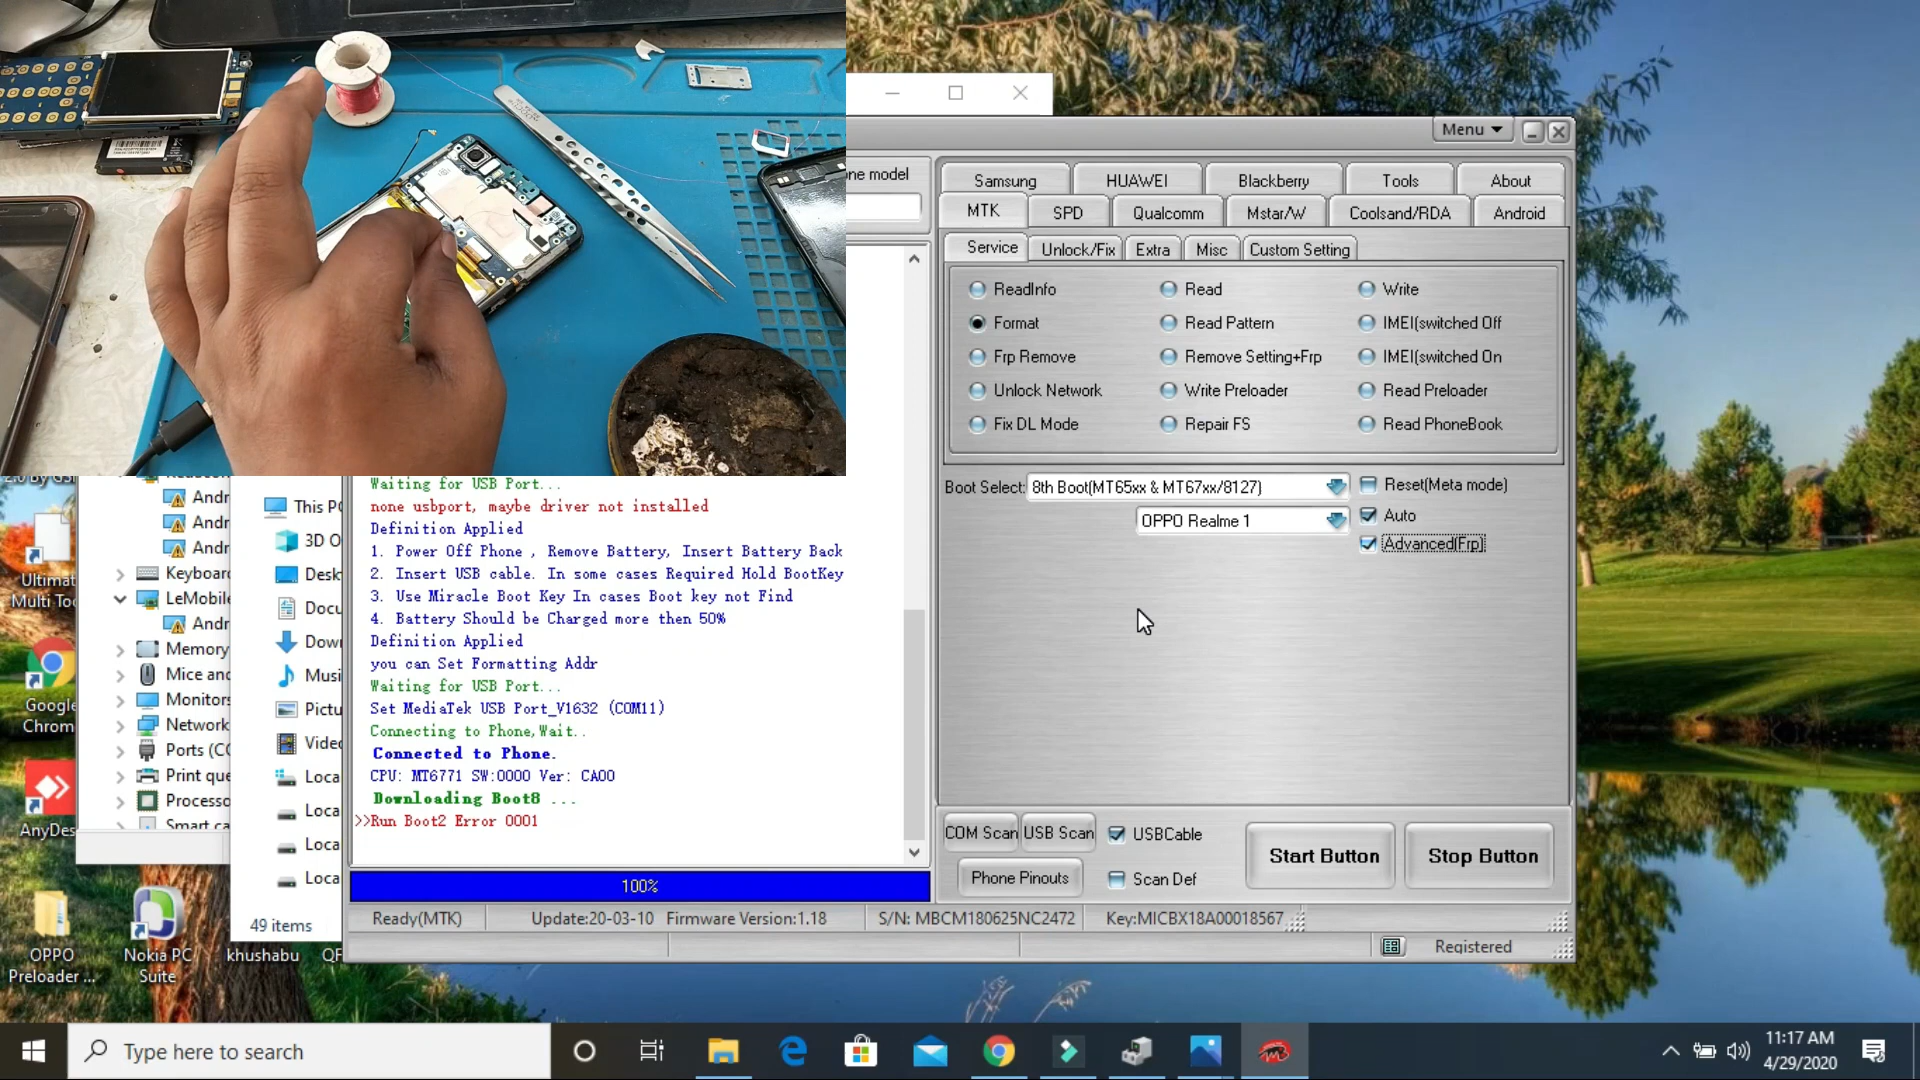 Menu
ne model
Samsung HUAWEI Blackberry Tools About
MTK SPD Qualcomm Mstar/W Coolsand/RDA Android
Service Unlock/Fix Extra Misc Custom Setting
ReadInfo Read Write
Format Read Pattern IMEI(switched Off
Frp Remove Remove Setting+Frp IMEI(switched On
Unlock Network Write Preloader Read Preloader
Fix DL Mode Repair FS Read PhoneBook
Boot Select: 8th Boot(MT65xx & MT67xx/8127) Reset(Meta mode)
OPPO Realme 1 Auto
Advanced(Frp)
Waiting for USB Port...
none usbport, maybe driver not installed
Definition Applied
1. Power Off Phone , Remove Battery, Insert Battery Back
2. Insert USB cable. In some cases Required Hold BootKey
3. Use Miracle Boot Key In cases Boot key not Find
4. Battery Should be Charged more then 50%
Definition Applied
you can Set Formatting Addr
Waiting for USB Port...
Set MediaTek USB Port_V1632 (COM11)
Connecting to Phone,Wait..
Connected to Phone.
CPU: MT6771 SW:0000 Ver: CA00
Downloading Boot8 ...
>>Run Boot2 Error 0001
100%
COM Scan USB Scan USBCable
Phone Pinouts Scan Def
Start Button Stop Button
Ready(MTK) Update:20-03-10 Firmware Version:1.18 S/N: MBCM180625NC2472 Key:MICBX18A00018567
Registered
Andr
Andr
Andr
Keyboar
LeMobile
Andr
Memory
Mice and
Monitors
Network
Ports (CO
Print que
Processo
Smart ca
This PC
3D O
Desk
Docu
Down
Musi
Pictu
Video
Loca
Loca
Loca
Loca
49 items
Ultimat
Multi Too
Google
Chrom
AnyDes
OPPO
Preloader ...
Nokia PC
Suite
khushabu
QF
Type here to search
11:17 AM
4/29/2020